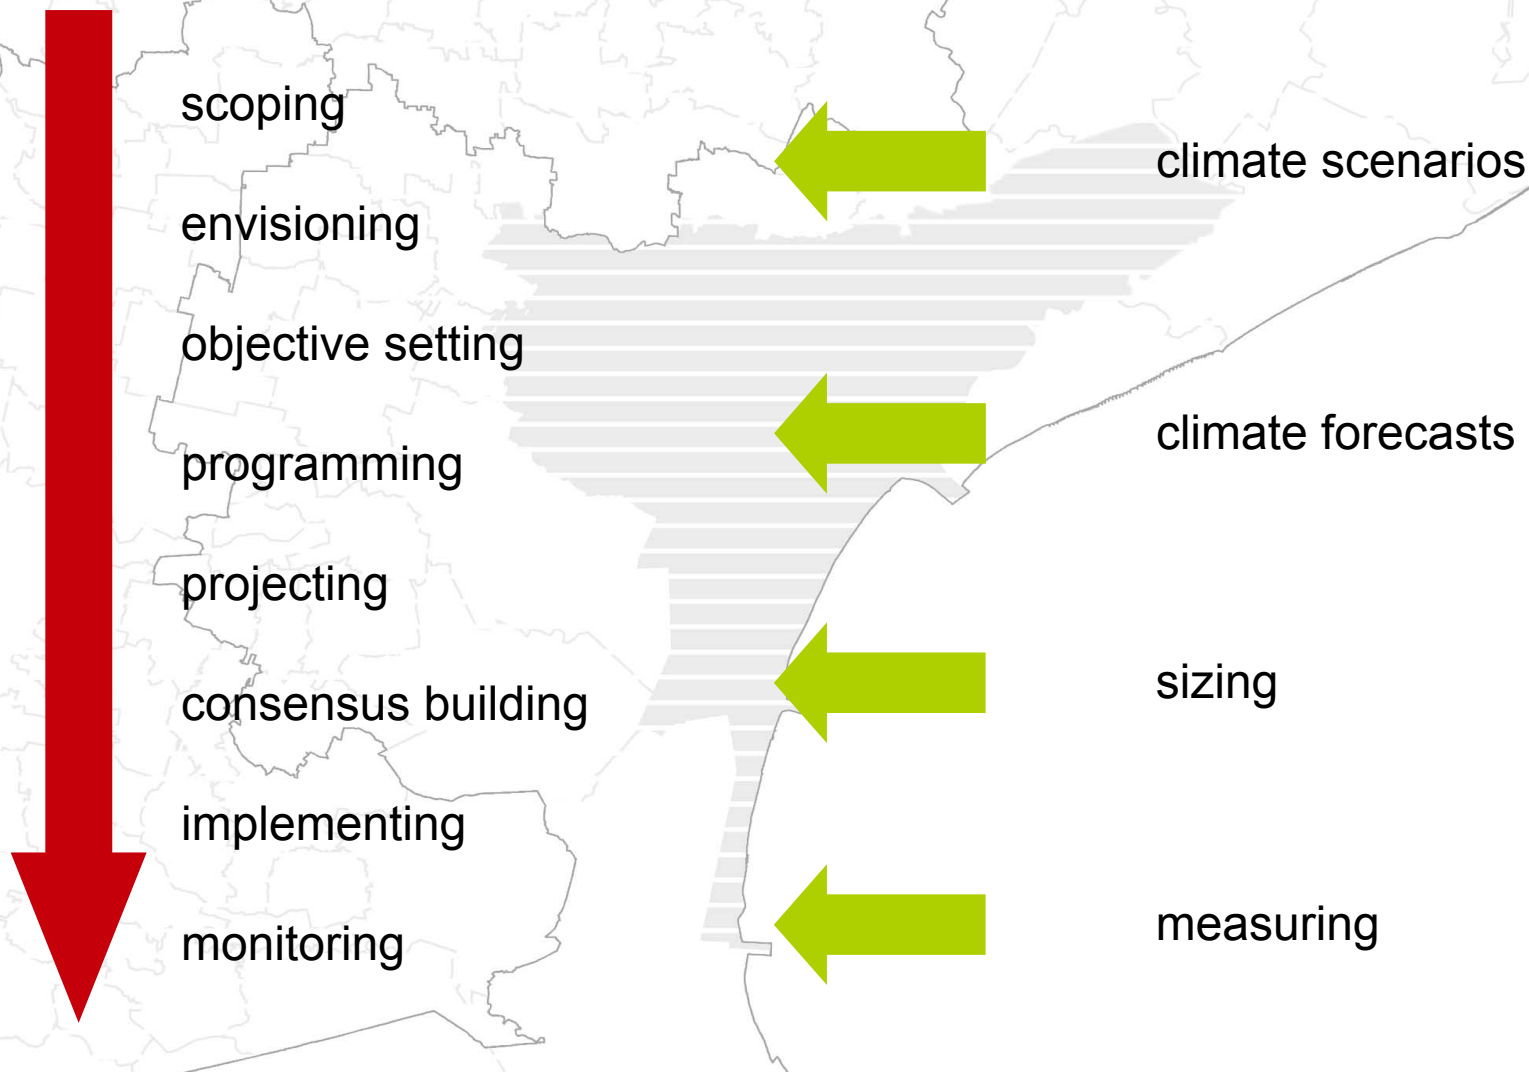 scoping
envisioning
objective setting
programming
projecting
consensus building
implementing
monitoring
climate scenarios
climate forecasts
sizing
measuring